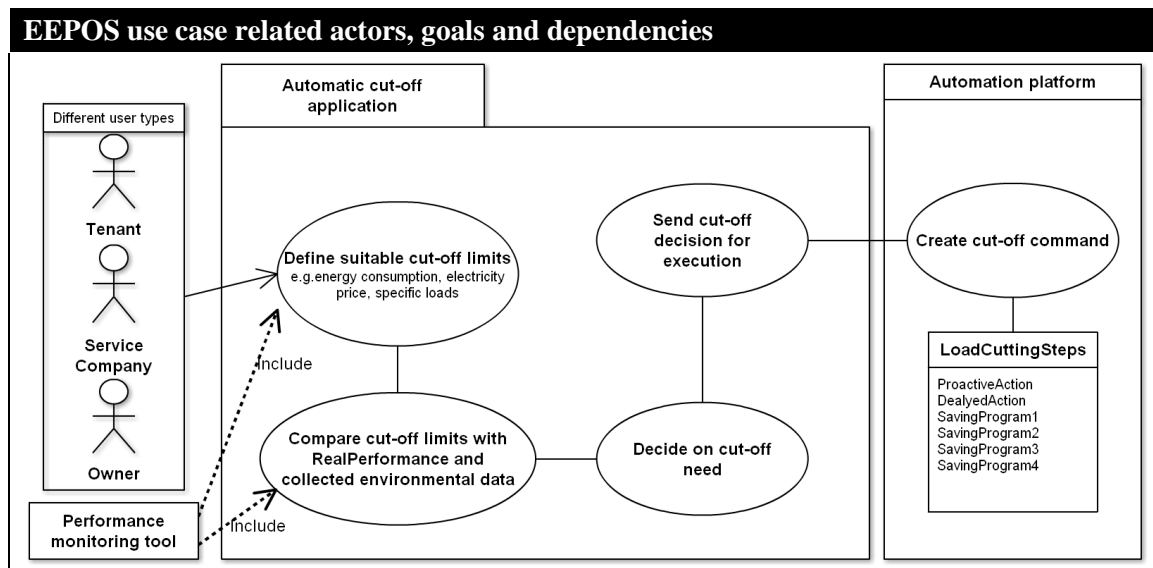 EEPOS use case related actors, goals and dependencies
Different user types
Tenant
Service
Company
Owner
Performance
monitoring tool
Automatic cut-off
application
Define suitable cut-off limits
e.g.energy consumption, electricity
price, specific loads
Include
Compare cut-off limits with
RealPerformance and
collected environmental data
Include
Send cut-off
decision for
execution
Decide on cut-off
need
Automation platform
Create cut-off command
LoadCuttingSteps
ProactiveAction
DealyedAction
SavingProgram1
SavingProgram2
SavingProgram3
SavingProgram4